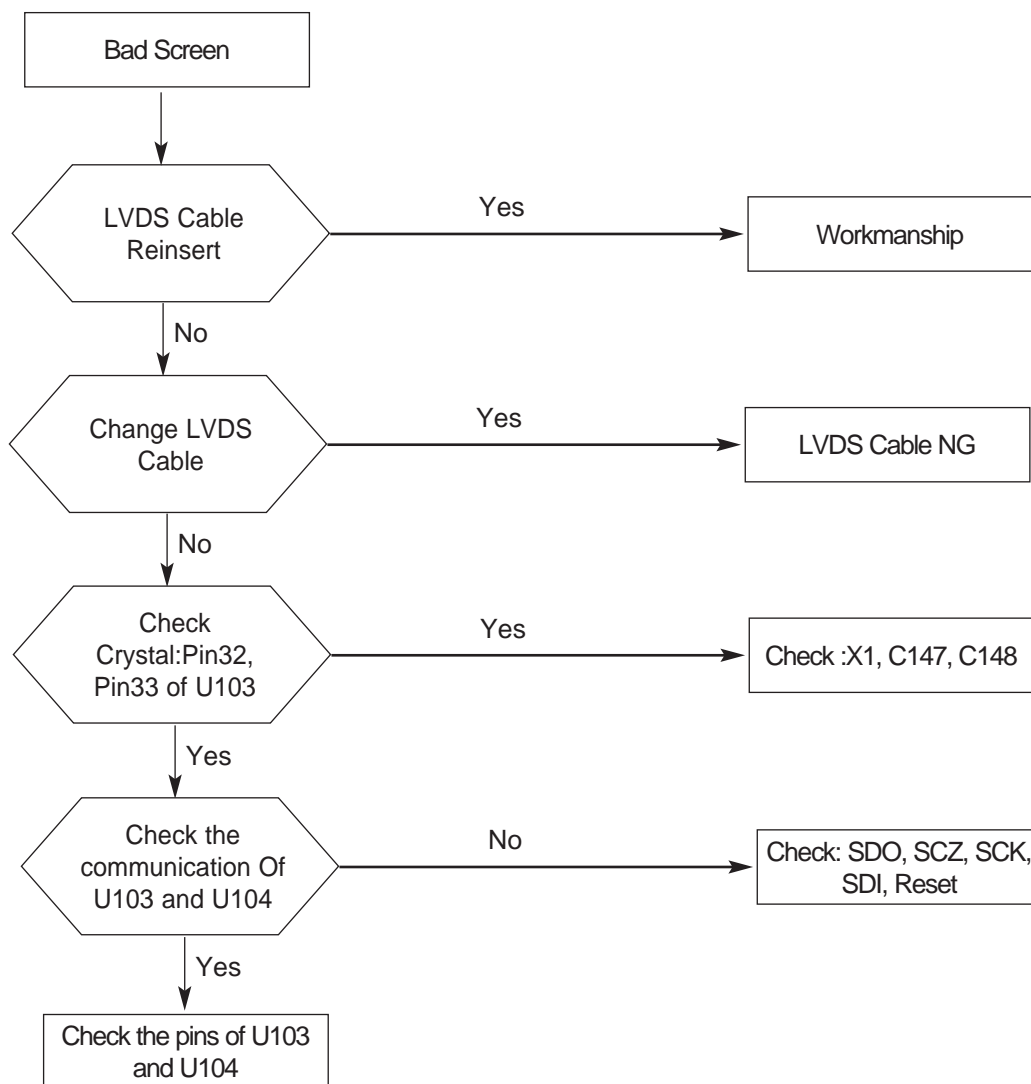 Bad Screen
LVDS Cable
Reinsert
Yes
Workmanship
No
Change LVDS
Cable
Yes
LVDS Cable NG
No
Check
Crystal:Pin32,
Pin33 of U103
Yes
Check :X1, C147, C148
Yes
Check the
communication Of
U103 and U104
No
Check: SDO, SCZ, SCK,
SDI, Reset
Yes
Check the pins of U103
and U104